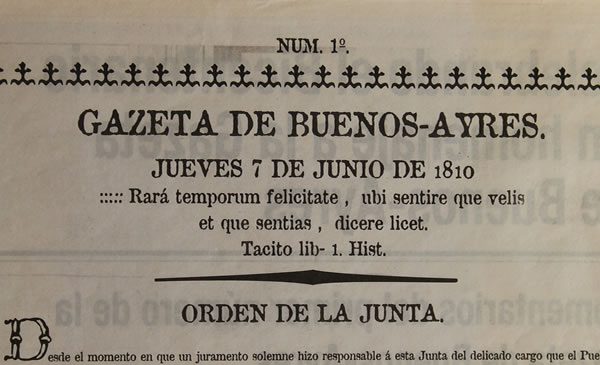 NUM. 1º.
GAZETA DE BUENOS-AYRES.
JUEVES 7 DE JUNIO DE 1810
::::: Rará temporum felicitate , ubi sentire que velis
et que sentias , dicere licet.
Tacito lib- 1. Hist.
ORDEN DE LA JUNTA.
Desde el momento en que un juramento solemne hizo responsable á esta Junta del delicado cargo que el Pue